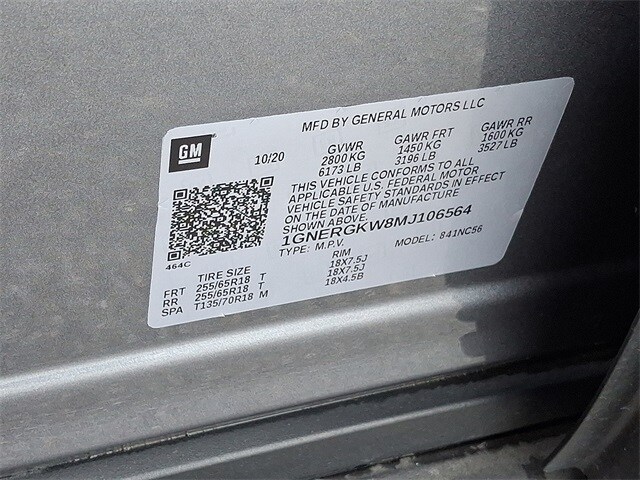 MFD BY GENERAL MOTORS LLC
GM
10/20
GVWR GAWR FRT GAWR RR
2800 KG 1450 KG 1600 KG
6173 LB 3196 LB 3527 LB
THIS VEHICLE CONFORMS TO ALL
APPLICABLE U.S. FEDERAL MOTOR
VEHICLE SAFETY STANDARDS IN EFFECT
ON THE DATE OF MANUFACTURE
SHOWN ABOVE.
1GNERGKW8MJ106564
TYPE: M.P.V. MODEL: 841NC56
464C
TIRE SIZE RIM
FRT 255/65R18 T 18X7.5J
RR 255/65R18 T 18X7.5J
SPA T135/70R18 M 18X4.5B